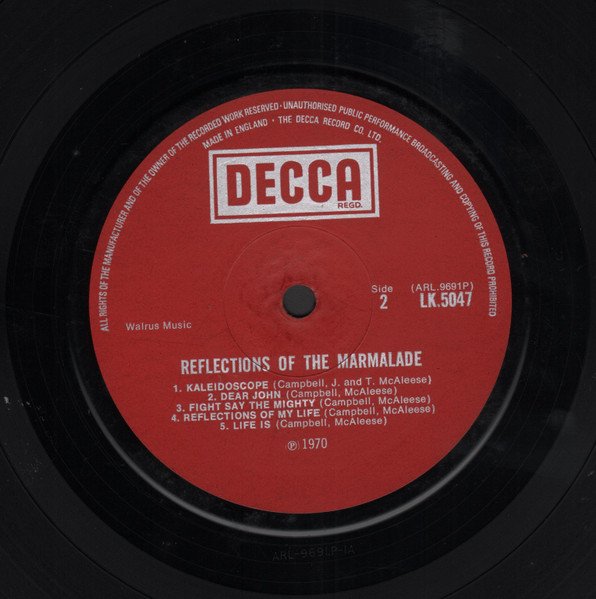 ALL RIGHTS OF THE MANUFACTURER AND OF THE OWNER OF THE RECORDED WORK RESERVED · UNAUTHORISED PUBLIC PERFORMANCE BROADCASTING AND COPYING OF THIS RECORD PROHIBITED
MADE IN ENGLAND · THE DECCA RECORD CO. LTD.
DECCA
REGD.
Side (ARL.9691P)
2 LK.5047
Walrus Music
REFLECTIONS OF THE MARMALADE
1. KALEIDOSCOPE (Campbell, J. and T. McAleese)
2. DEAR JOHN (Campbell, McAleese)
3. FIGHT SAY THE MIGHTY (Campbell, McAleese)
4. REFLECTIONS OF MY LIFE (Campbell, McAleese)
5. LIFE IS (Campbell, McAleese)
℗ 1970